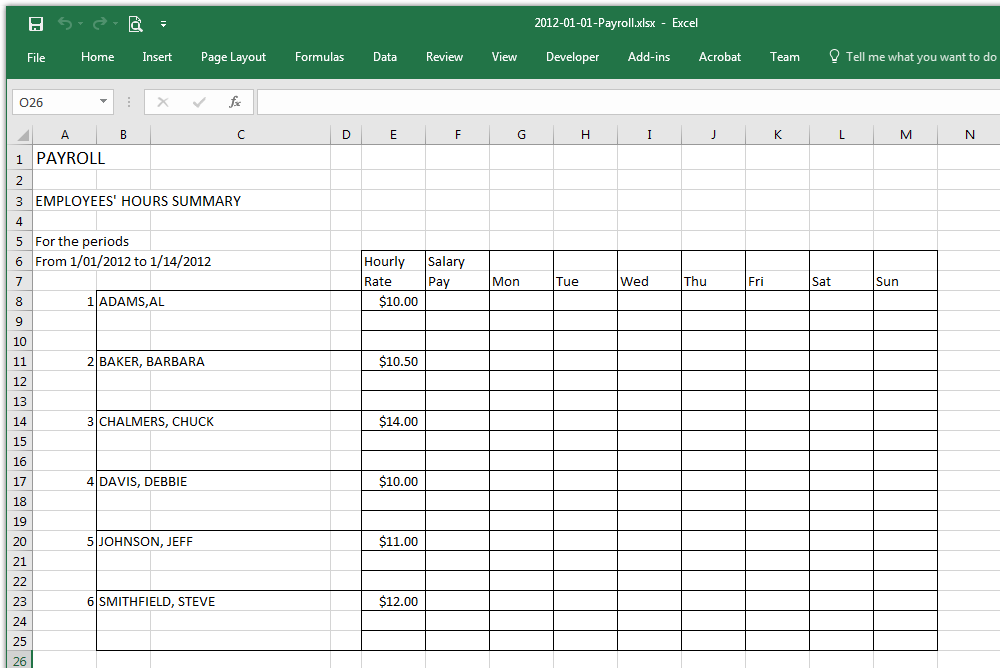 2012-01-01-Payroll.xlsx - Excel
File Home Insert Page Layout Formulas Data Review View Developer Add-ins Acrobat Team Tell me what you want to do
O26 fx
A B C D E F G H I J K L M N
1 PAYROLL
2
3 EMPLOYEES' HOURS SUMMARY
4
5 For the periods
6 From 1/01/2012 to 1/14/2012 Hourly Salary
7 Rate Pay Mon Tue Wed Thu Fri Sat Sun
8 1 ADAMS,AL $10.00
9
10
11 2 BAKER, BARBARA $10.50
12
13
14 3 CHALMERS, CHUCK $14.00
15
16
17 4 DAVIS, DEBBIE $10.00
18
19
20 5 JOHNSON, JEFF $11.00
21
22
23 6 SMITHFIELD, STEVE $12.00
24
25
26